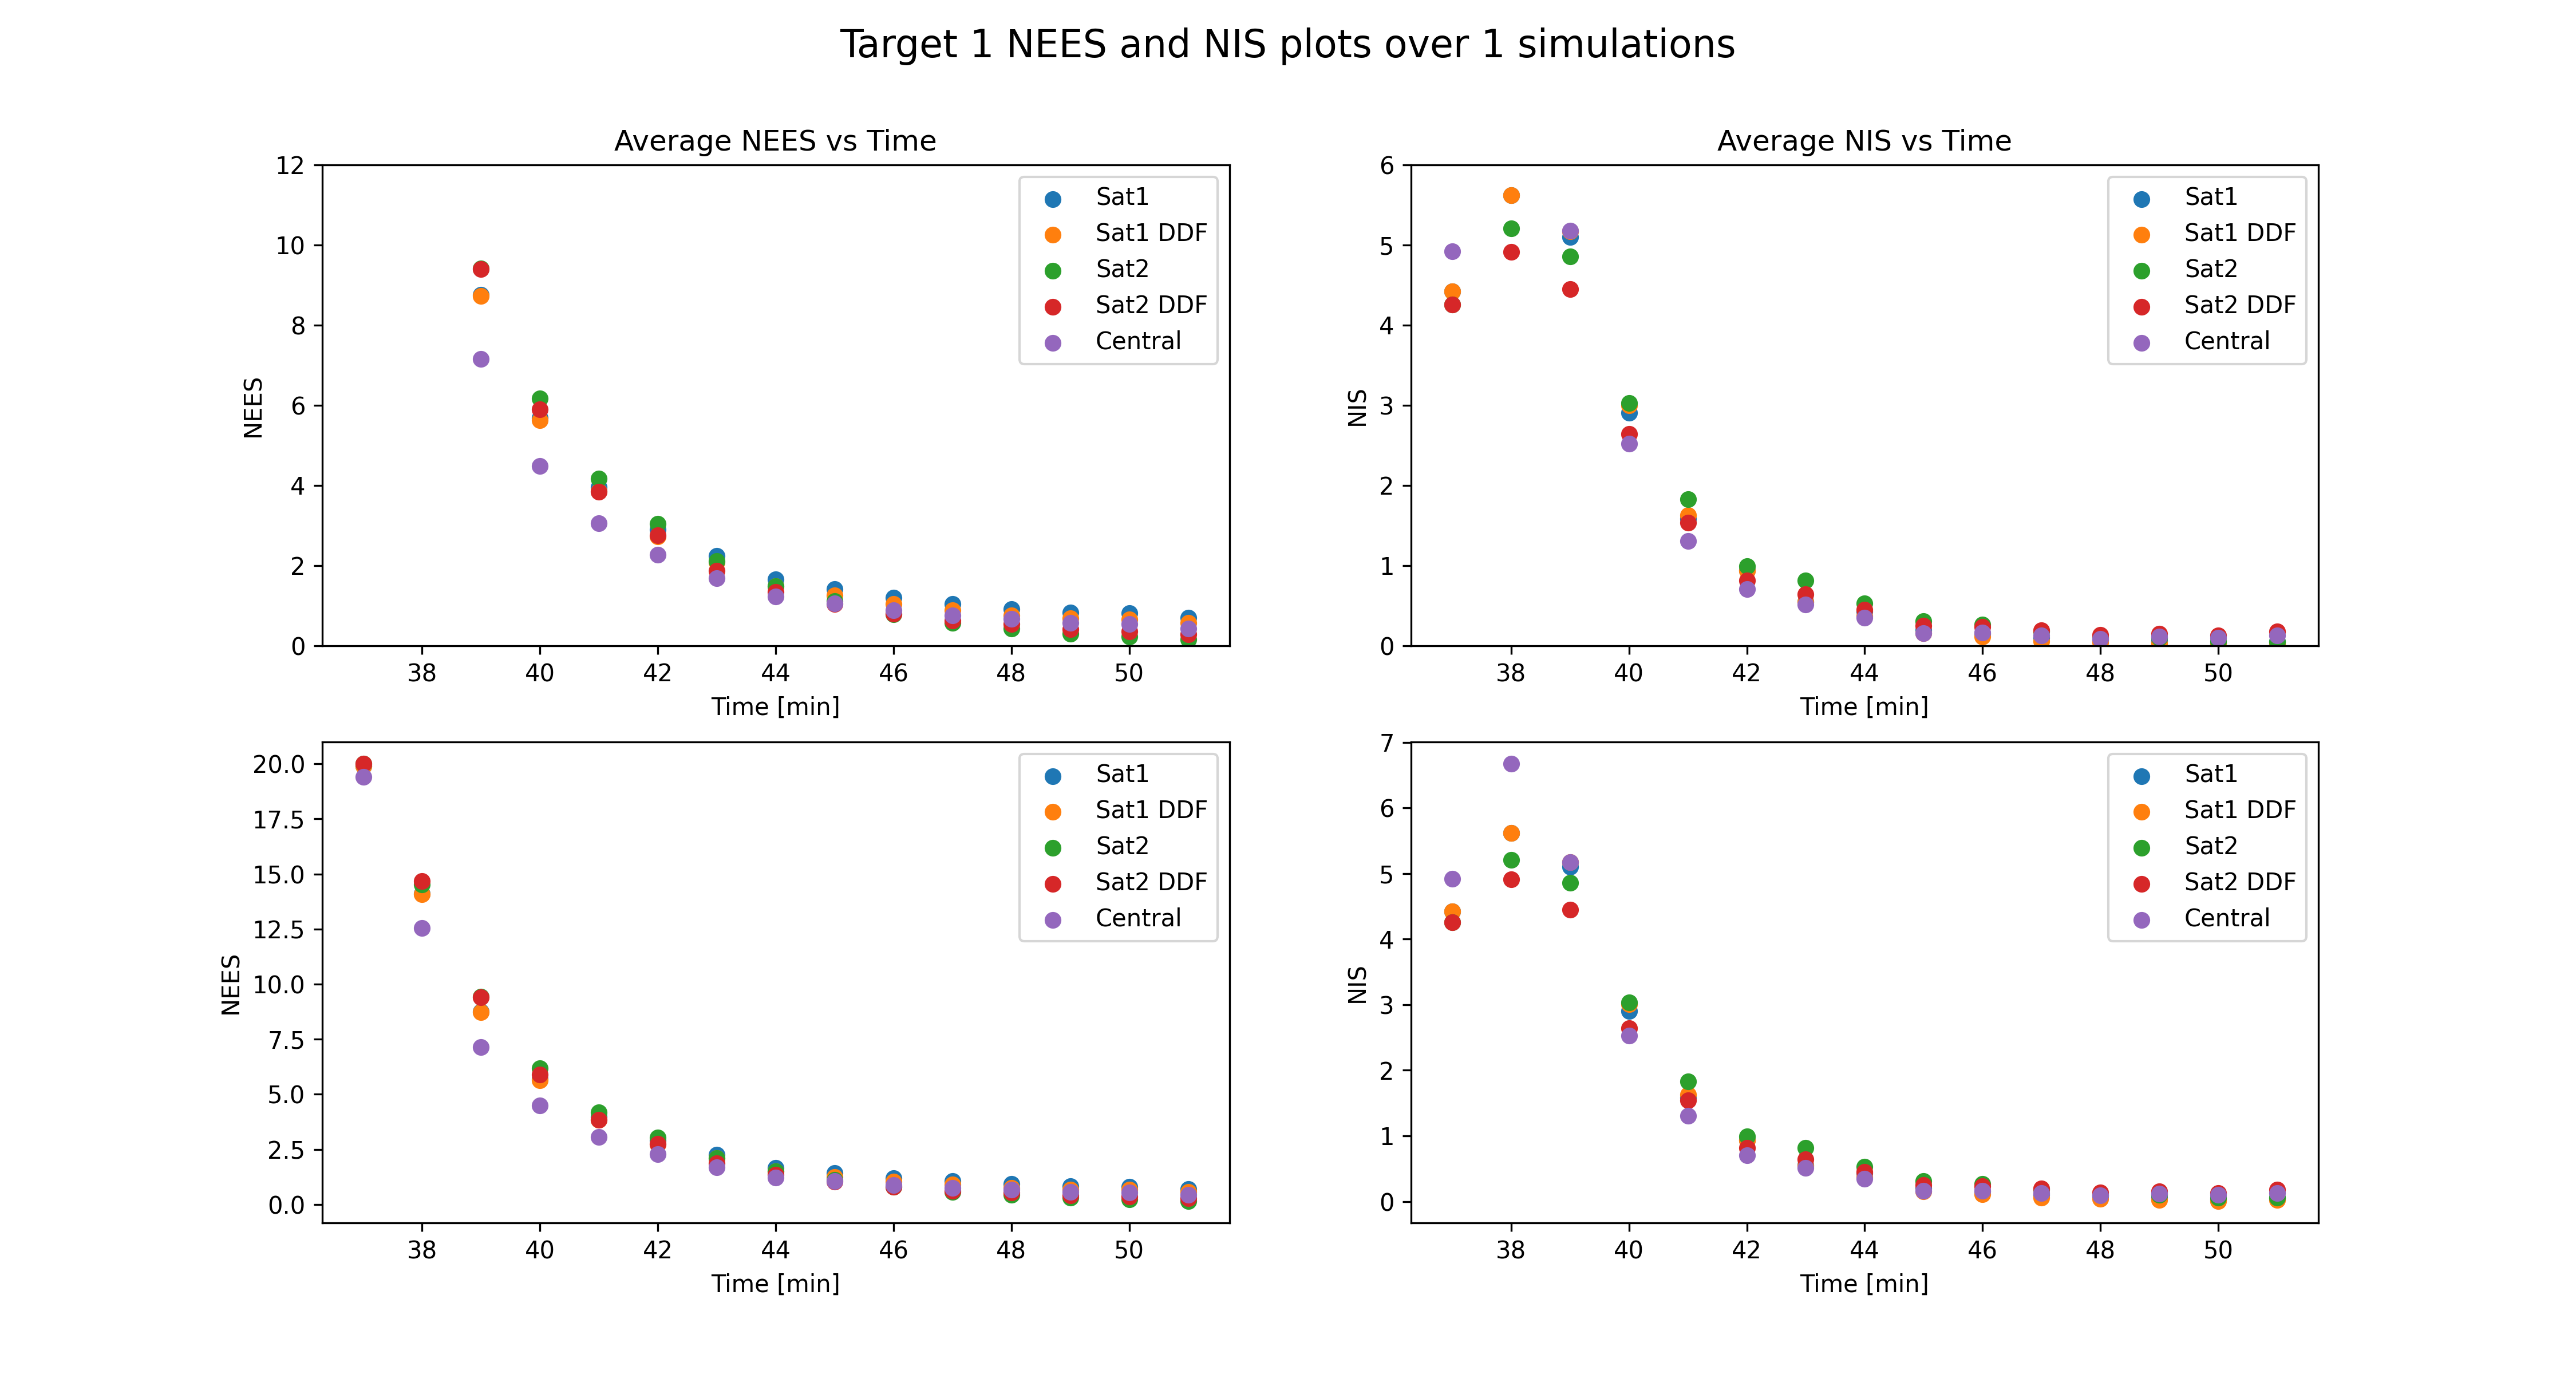 Target 1 NEES and NIS plots over 1 simulations
Average NEES vs Time
12
10
8
6
4
2
0
NEES
38 40 42 44 46 48 50
Time [min]
Sat1
Sat1 DDF
Sat2
Sat2 DDF
Central
Average NIS vs Time
6
5
4
3
2
1
0
NIS
38 40 42 44 46 48 50
Time [min]
Sat1
Sat1 DDF
Sat2
Sat2 DDF
Central
20.0
17.5
15.0
12.5
10.0
7.5
5.0
2.5
0.0
NEES
38 40 42 44 46 48 50
Time [min]
Sat1
Sat1 DDF
Sat2
Sat2 DDF
Central
7
6
5
4
3
2
1
0
NIS
38 40 42 44 46 48 50
Time [min]
Sat1
Sat1 DDF
Sat2
Sat2 DDF
Central